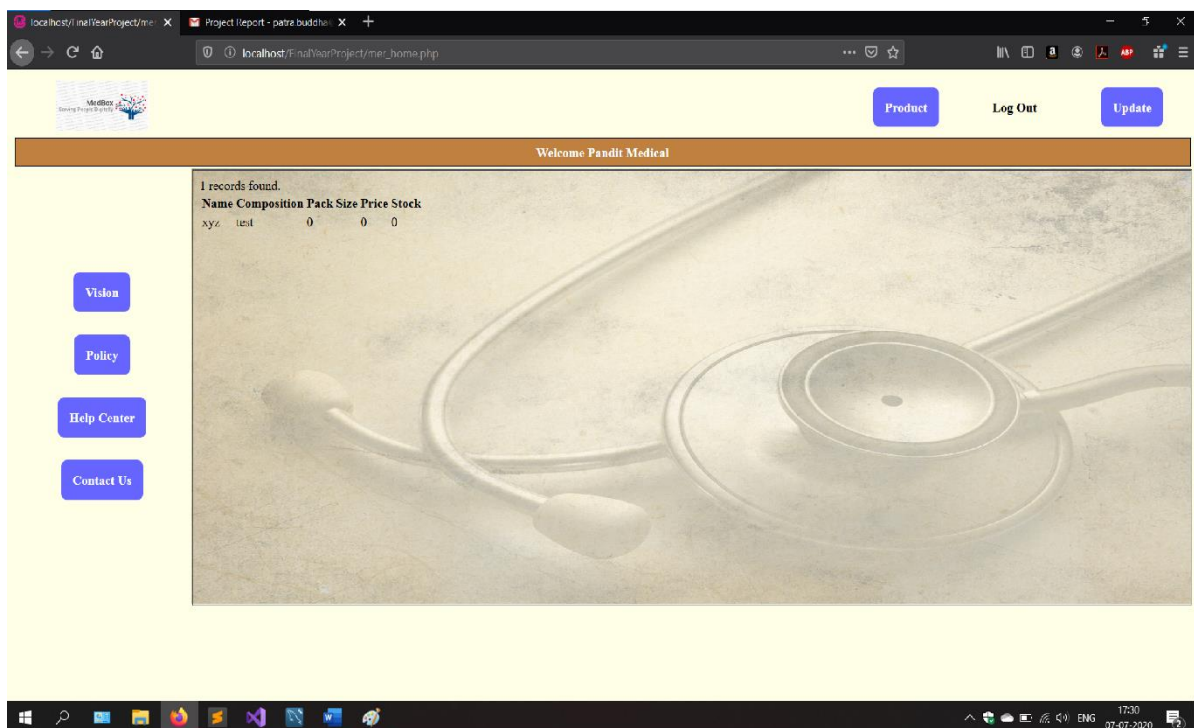 localhost/FinalYearProject/me
Project Report - patra.buddha
localhost/FinalYearProject/mer_home.php
MedBox
Product
Log Out
Update
Welcome Pandit Medical
1 records found.
Name Composition Pack Size Price Stock
xyz test 0 0 0
Vision
Policy
Help Center
Contact Us
ABP
ENG
17:30
07-07-2020